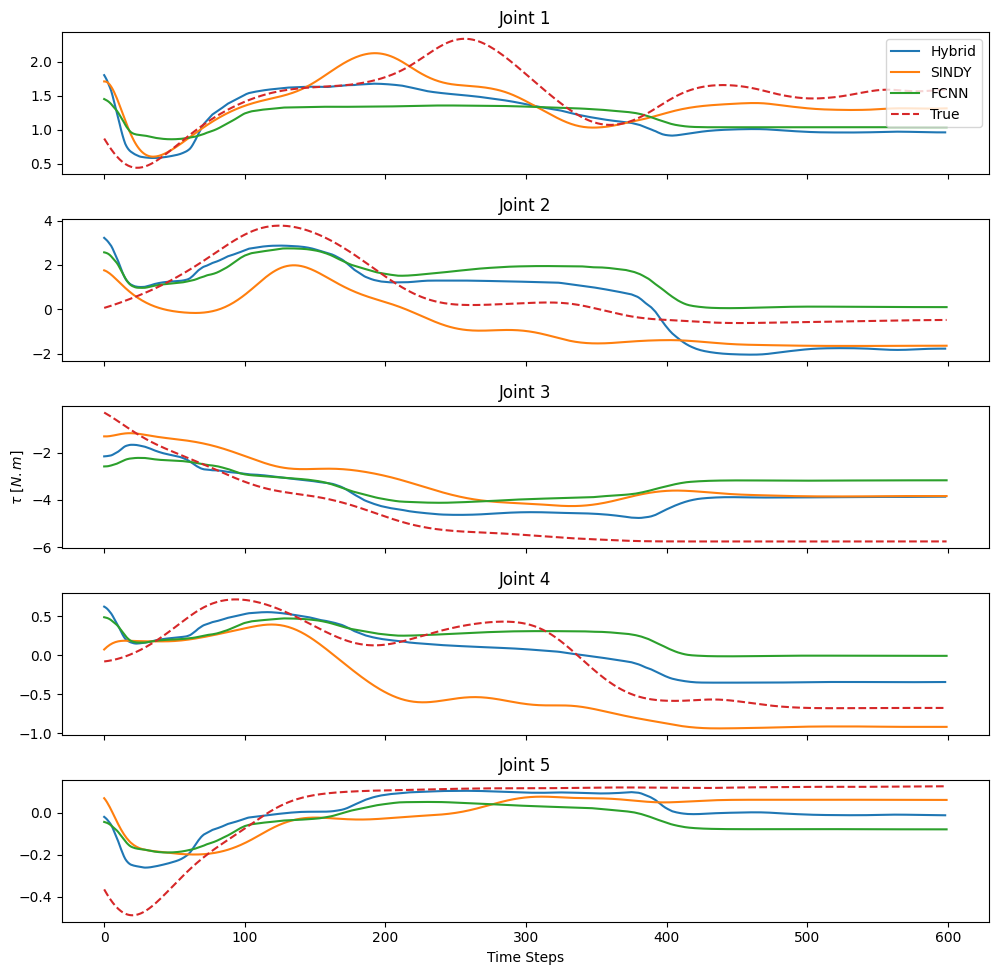 Joint 1
2.0
1.5
1.0
0.5
Hybrid
SINDY
FCNN
True
Joint 2
4
2
0
−2
Joint 3
−2
−4
−6
τ [N.m]
Joint 4
0.5
0.0
−0.5
−1.0
Joint 5
0.0
−0.2
−0.4
0 100 200 300 400 500 600
Time Steps